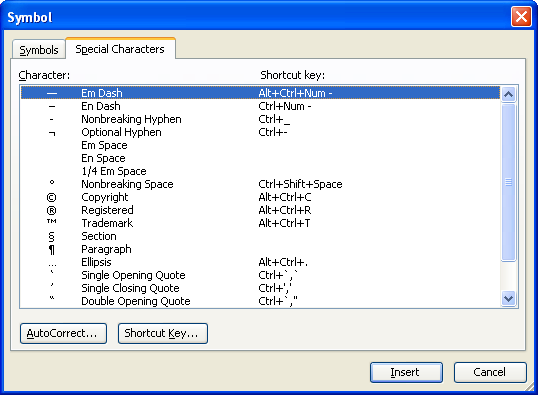 Symbol
Symbols Special Characters
Character: Shortcut key:
— Em Dash Alt+Ctrl+Num -
– En Dash Ctrl+Num -
- Nonbreaking Hyphen Ctrl+_
¬ Optional Hyphen Ctrl+-
Em Space
En Space
1/4 Em Space
° Nonbreaking Space Ctrl+Shift+Space
© Copyright Alt+Ctrl+C
® Registered Alt+Ctrl+R
™ Trademark Alt+Ctrl+T
§ Section
¶ Paragraph
… Ellipsis Alt+Ctrl+.
‘ Single Opening Quote Ctrl+`,`
’ Single Closing Quote Ctrl+','
“ Double Opening Quote Ctrl+`,"
AutoCorrect... Shortcut Key...
Insert Cancel